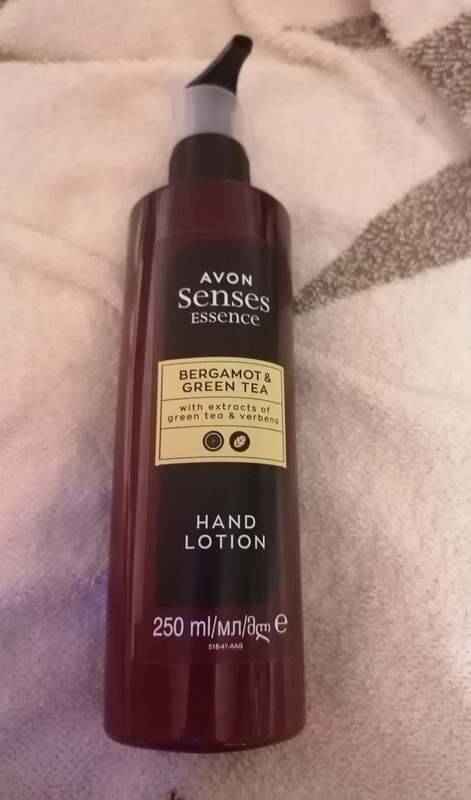 AVON
Senses
ESSENCE
BERGAMOT &
GREEN TEA
with extracts of
green tea & verbena
HAND
LOTION
250 ml/мл/მლ ℮
518-41-AAG